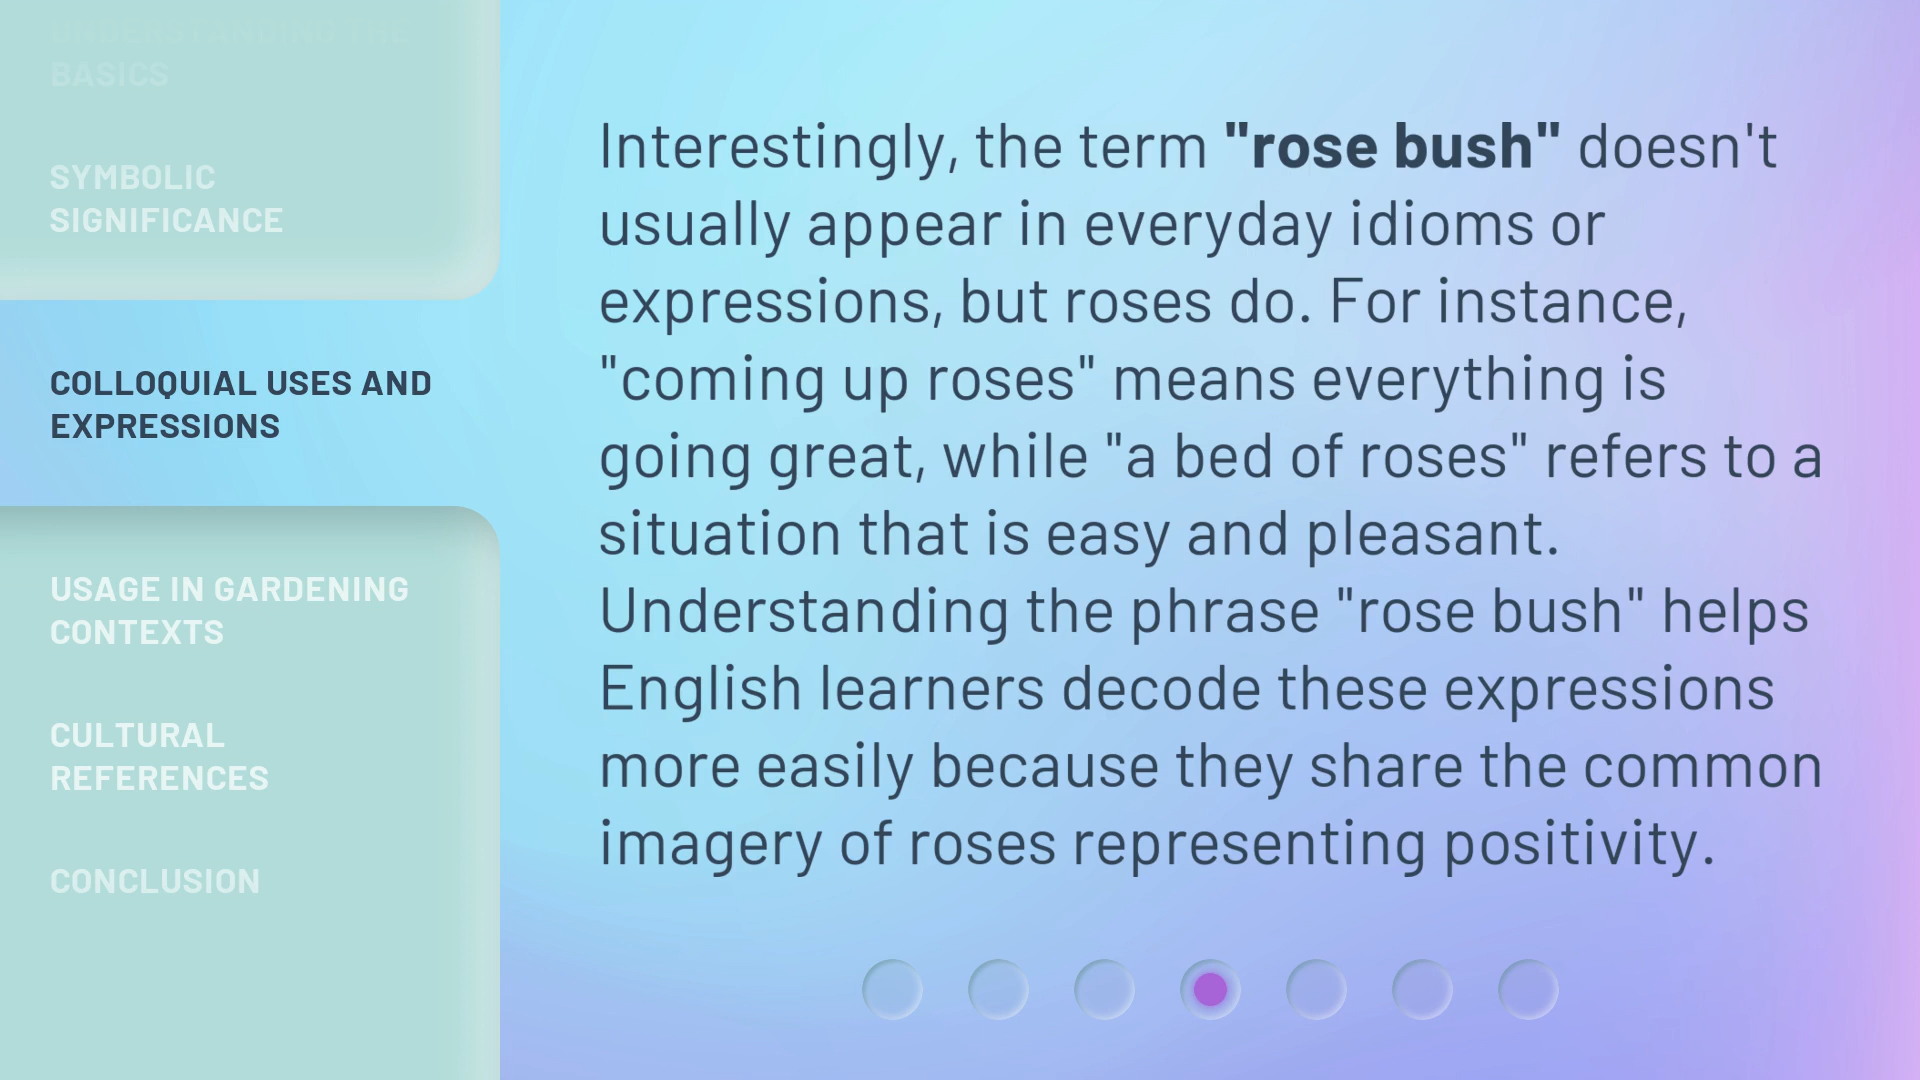 UNDERSTANDING THE
BASICS
SYMBOLIC
SIGNIFICANCE
COLLOQUIAL USES AND
EXPRESSIONS
USAGE IN GARDENING
CONTEXTS
CULTURAL
REFERENCES
CONCLUSION
Interestingly, the term "rose bush" doesn't
usually appear in everyday idioms or
expressions, but roses do. For instance,
"coming up roses" means everything is
going great, while "a bed of roses" refers to a
situation that is easy and pleasant.
Understanding the phrase "rose bush" helps
English learners decode these expressions
more easily because they share the common
imagery of roses representing positivity.